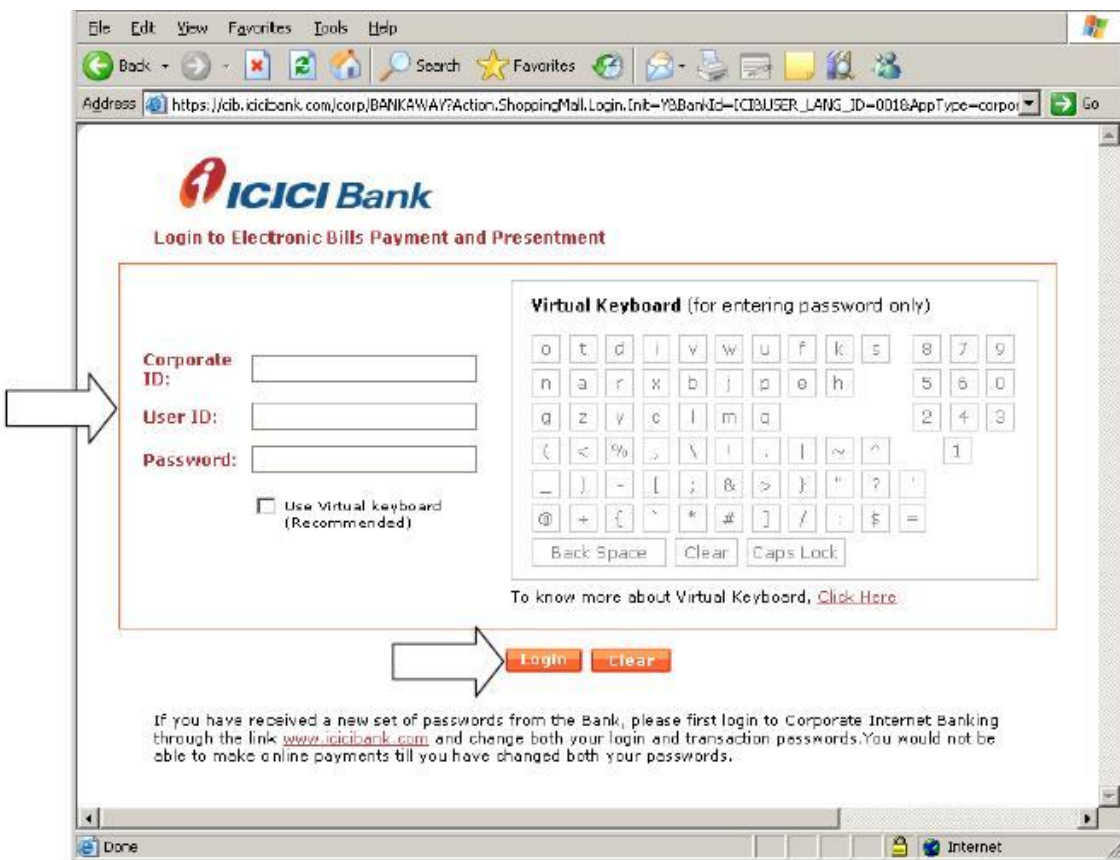 File Edit View Favorites Tools Help
Back Search Favorites
Address https://cib.icicibank.com/corp/BANKAWAY?Action.ShoppingMall.Login.Init=Y&BankId=ICI&USER_LANG_ID=001&AppType=corpor Go
ICICI Bank
Login to Electronic Bills Payment and Presentment
Virtual Keyboard (for entering password only)
Corporate
ID:
User ID:
Password:
Use Virtual keyboard
(Recommended)
o t d i v w u f k s 8 7 9
n a r x b j p e h 5 6 0
g z y c l m q 2 4 3
( < % , \ ! . | ~ ^ 1
_ ) - [ ; & > } " ? '
@ + { ` * # ] / : $ =
Back Space Clear Caps Lock
To know more about Virtual Keyboard, Click Here
Login Clear
If you have received a new set of passwords from the Bank, please first login to Corporate Internet Banking
through the link www.icicibank.com and change both your login and transaction passwords.You would not be
able to make online payments till you have changed both your passwords.
Done Internet